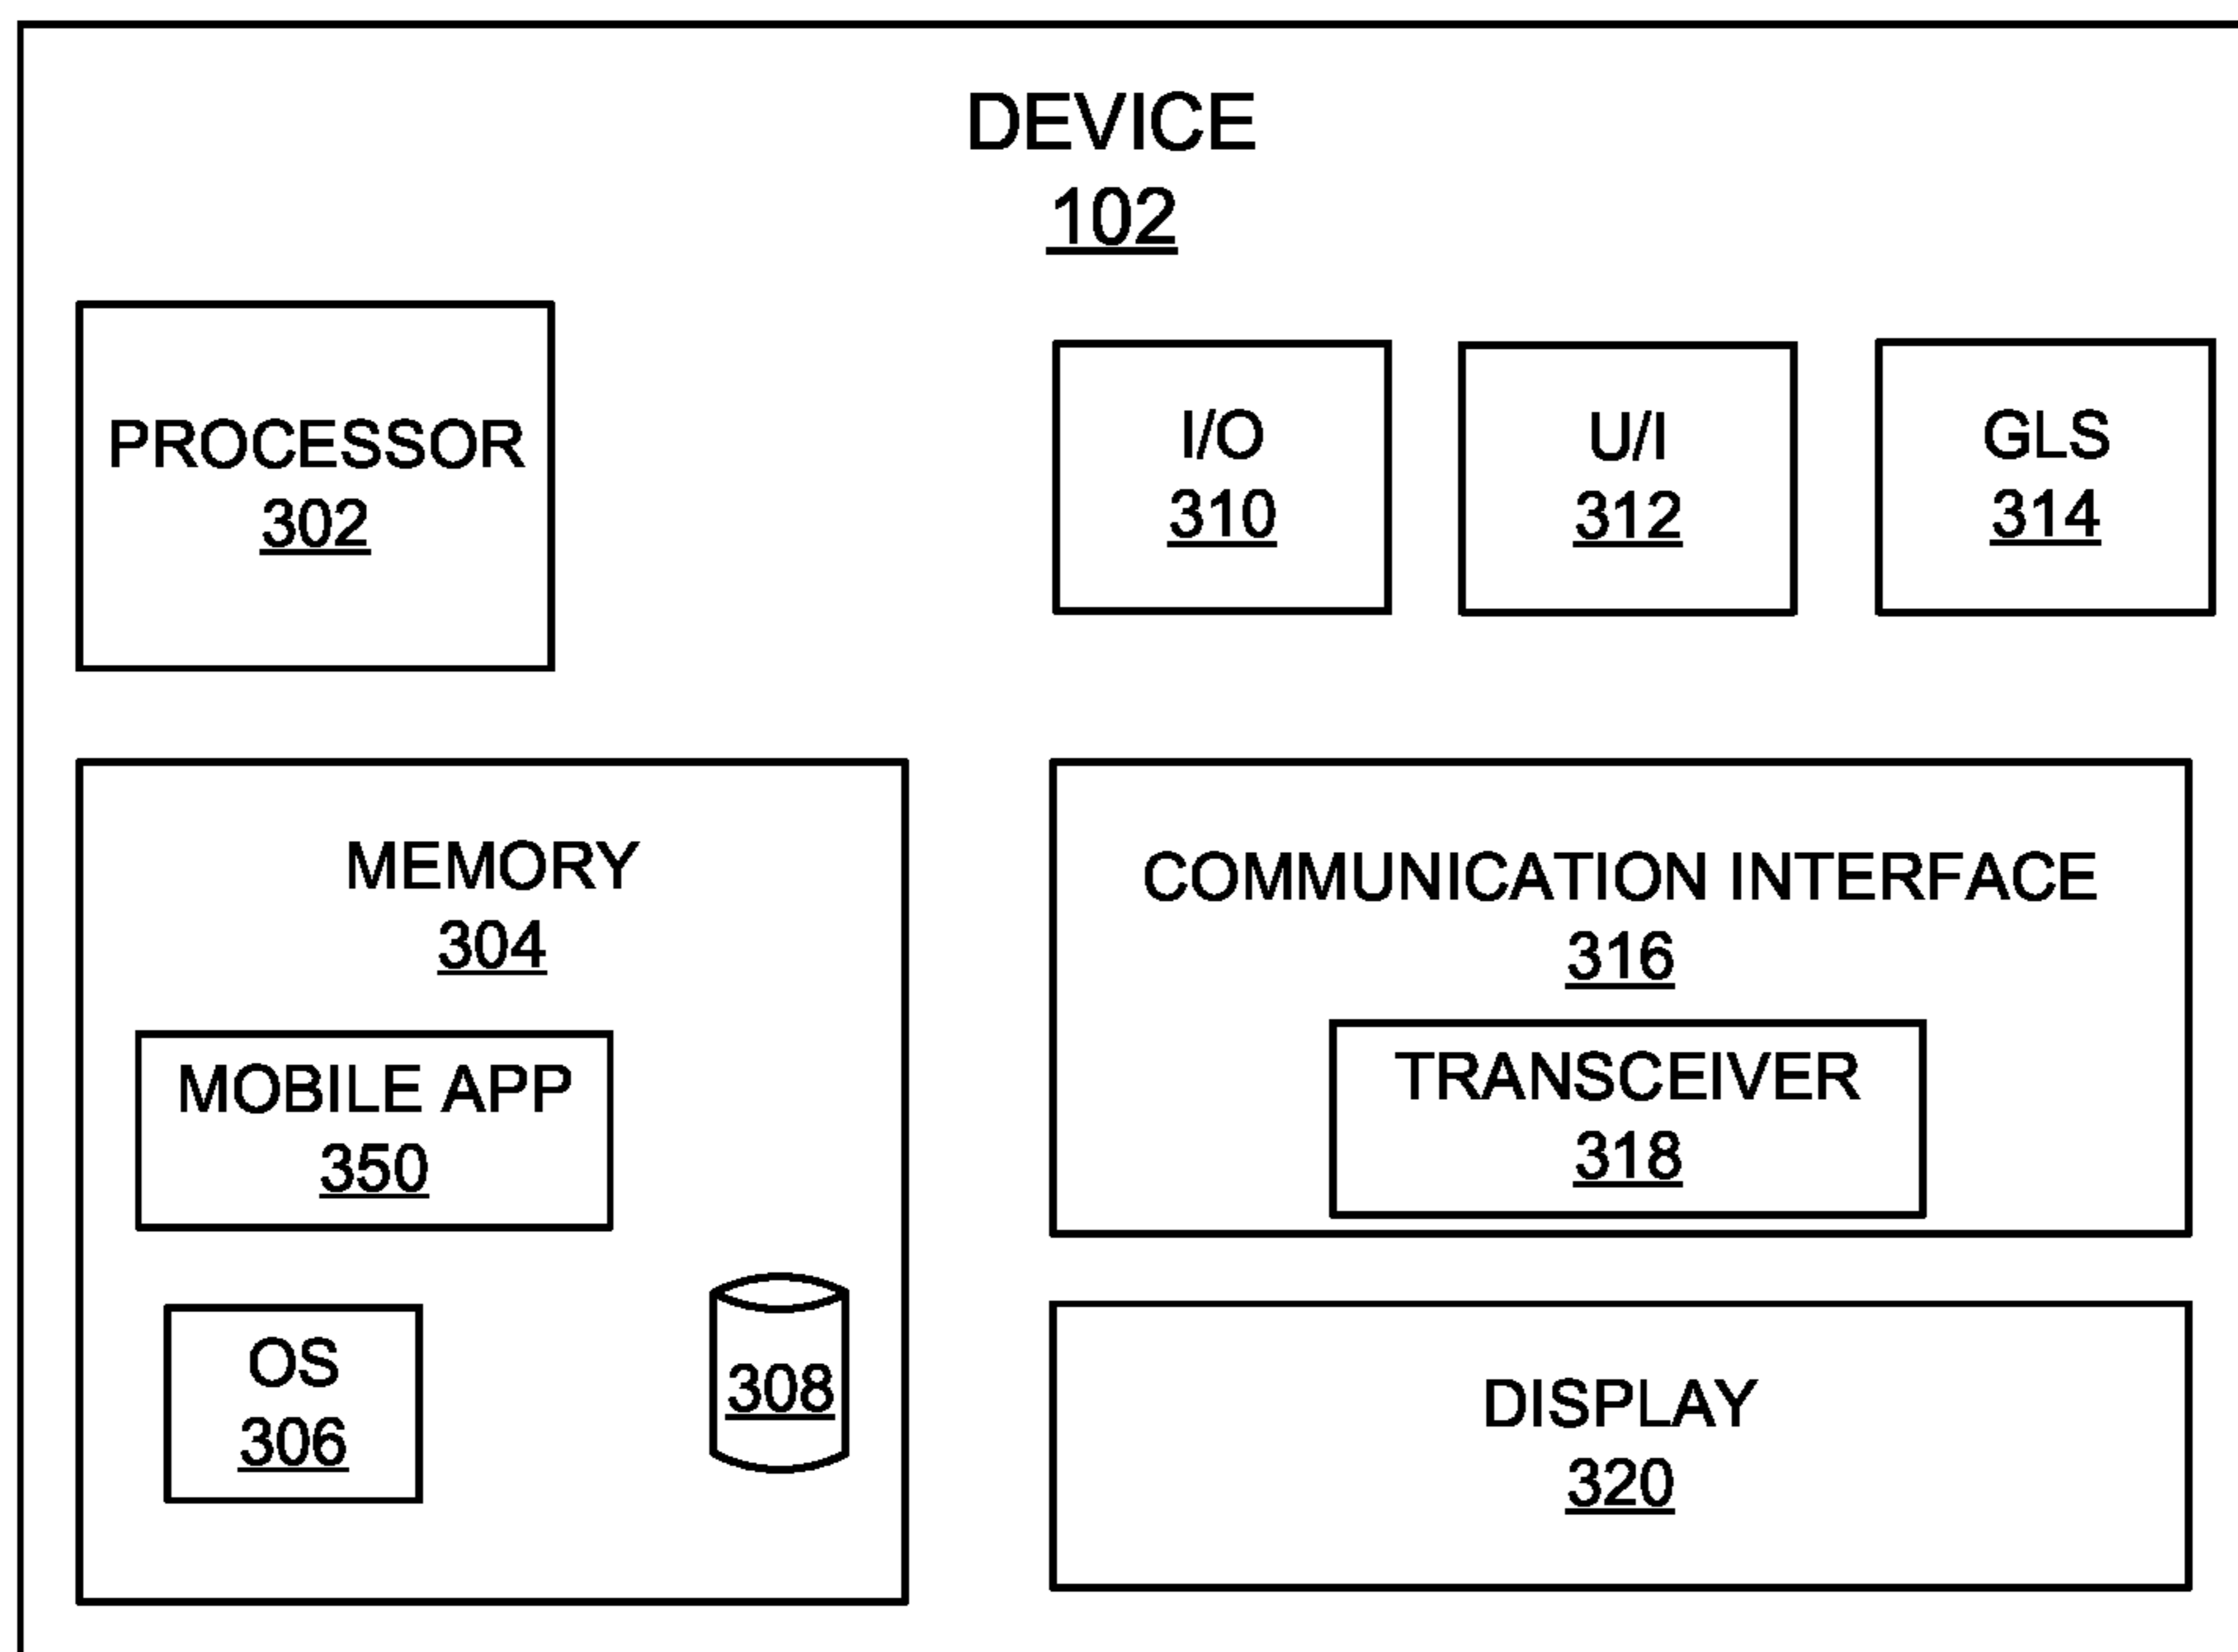 DEVICE
102
PROCESSOR
302
I/O
310
U/I
312
GLS
314
MEMORY
304
MOBILE APP
350
OS
306
308
COMMUNICATION INTERFACE
316
TRANSCEIVER
318
DISPLAY
320